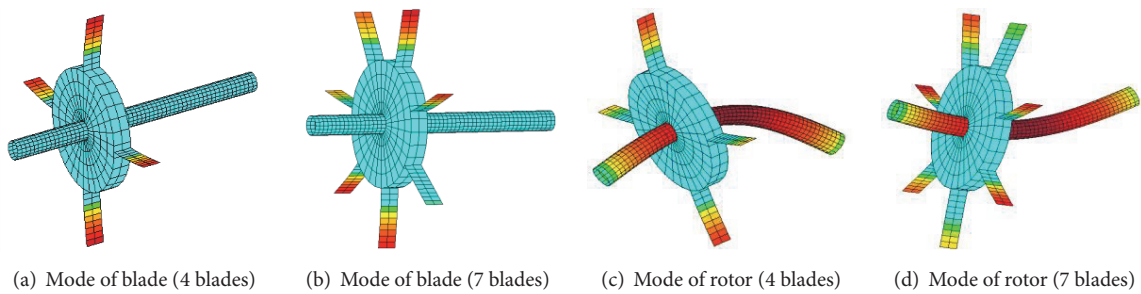 (a) Mode of blade (4 blades)
(b) Mode of blade (7 blades)
(c) Mode of rotor (4 blades)
(d) Mode of rotor (7 blades)